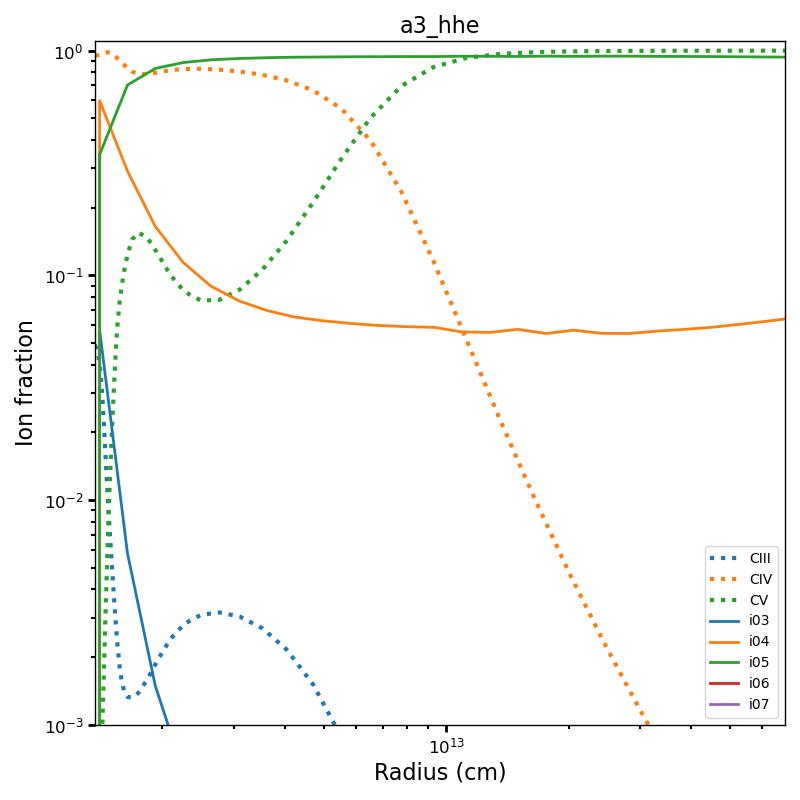 a3_hhe
10⁰
10⁻¹
10⁻²
10⁻³
Ion fraction
10¹³
Radius (cm)
CIII
CIV
CV
i03
i04
i05
i06
i07